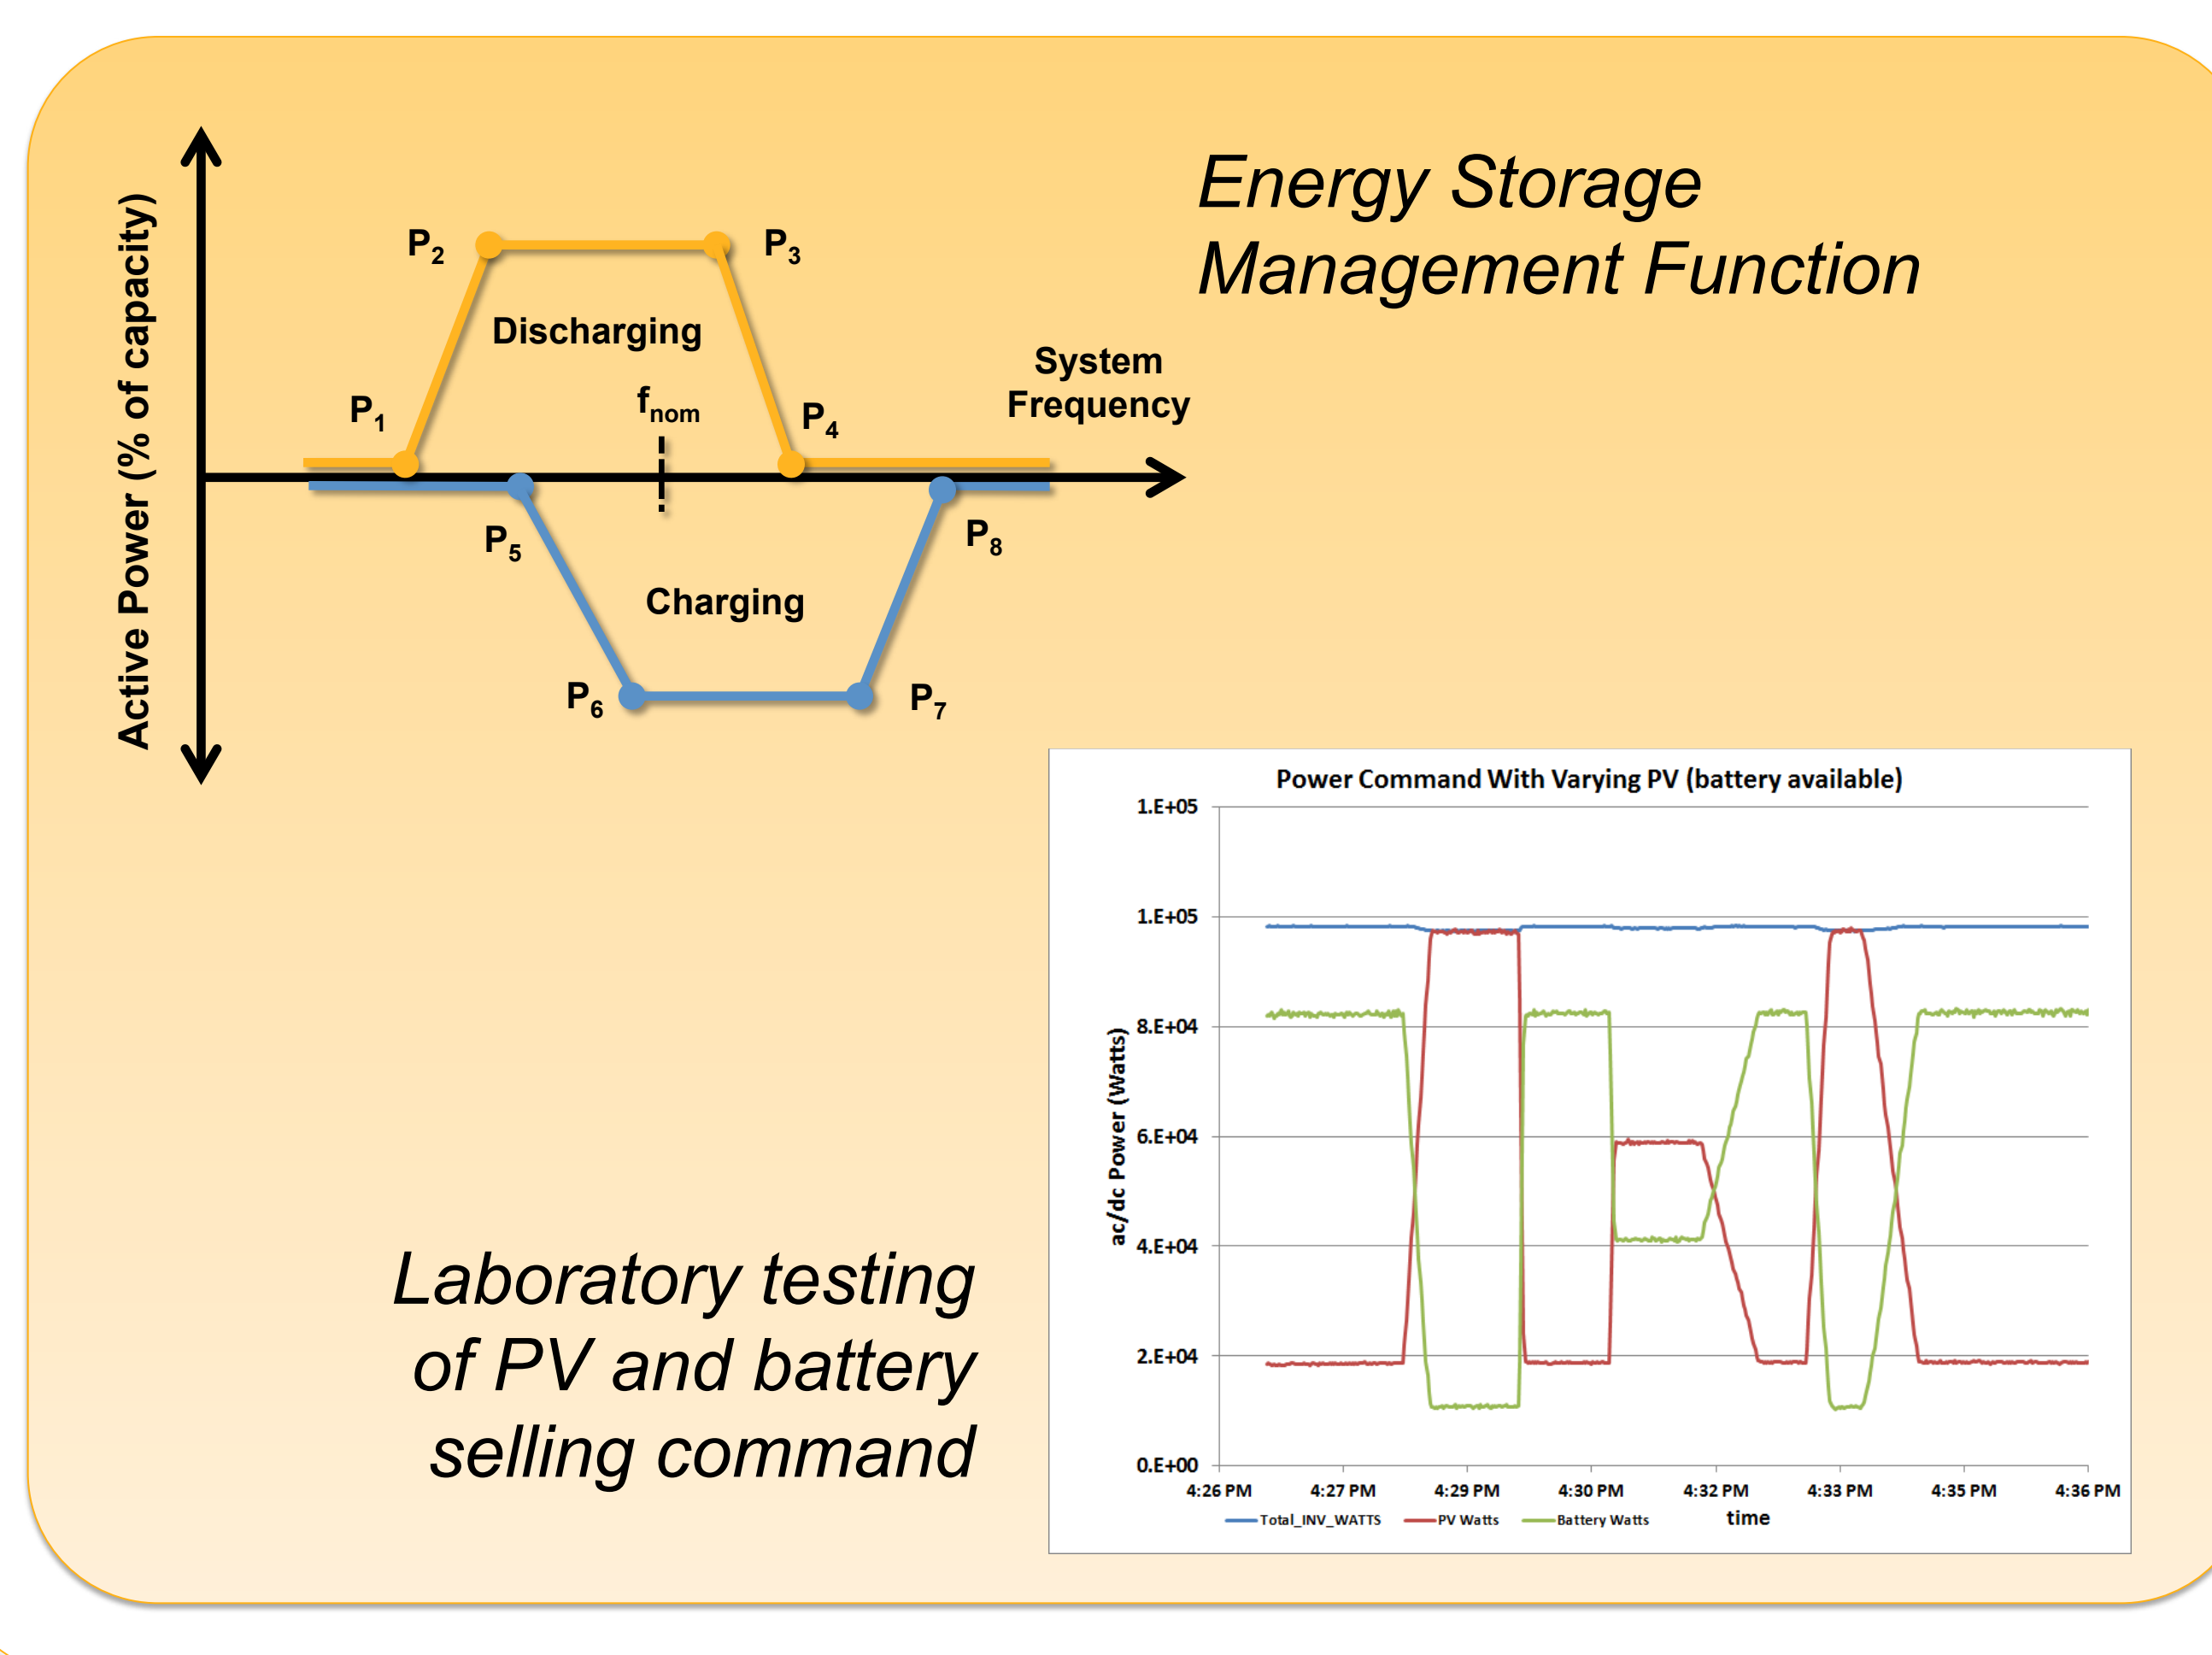 Energy Storage
Management Function
Active Power (% of capacity)
P2
P3
Discharging
System
Frequency
fnom
P1
P4
P5
P8
Charging
P6
P7
Power Command With Varying PV (battery available)
1.E+05
1.E+05
8.E+04
6.E+04
4.E+04
2.E+04
0.E+00
ac/dc Power (Watts)
4:26 PM 4:27 PM 4:29 PM 4:30 PM 4:32 PM 4:33 PM 4:35 PM 4:36 PM
time
Total_INV_WATTS PV Watts Battery Watts
Laboratory testing
of PV and battery
selling command